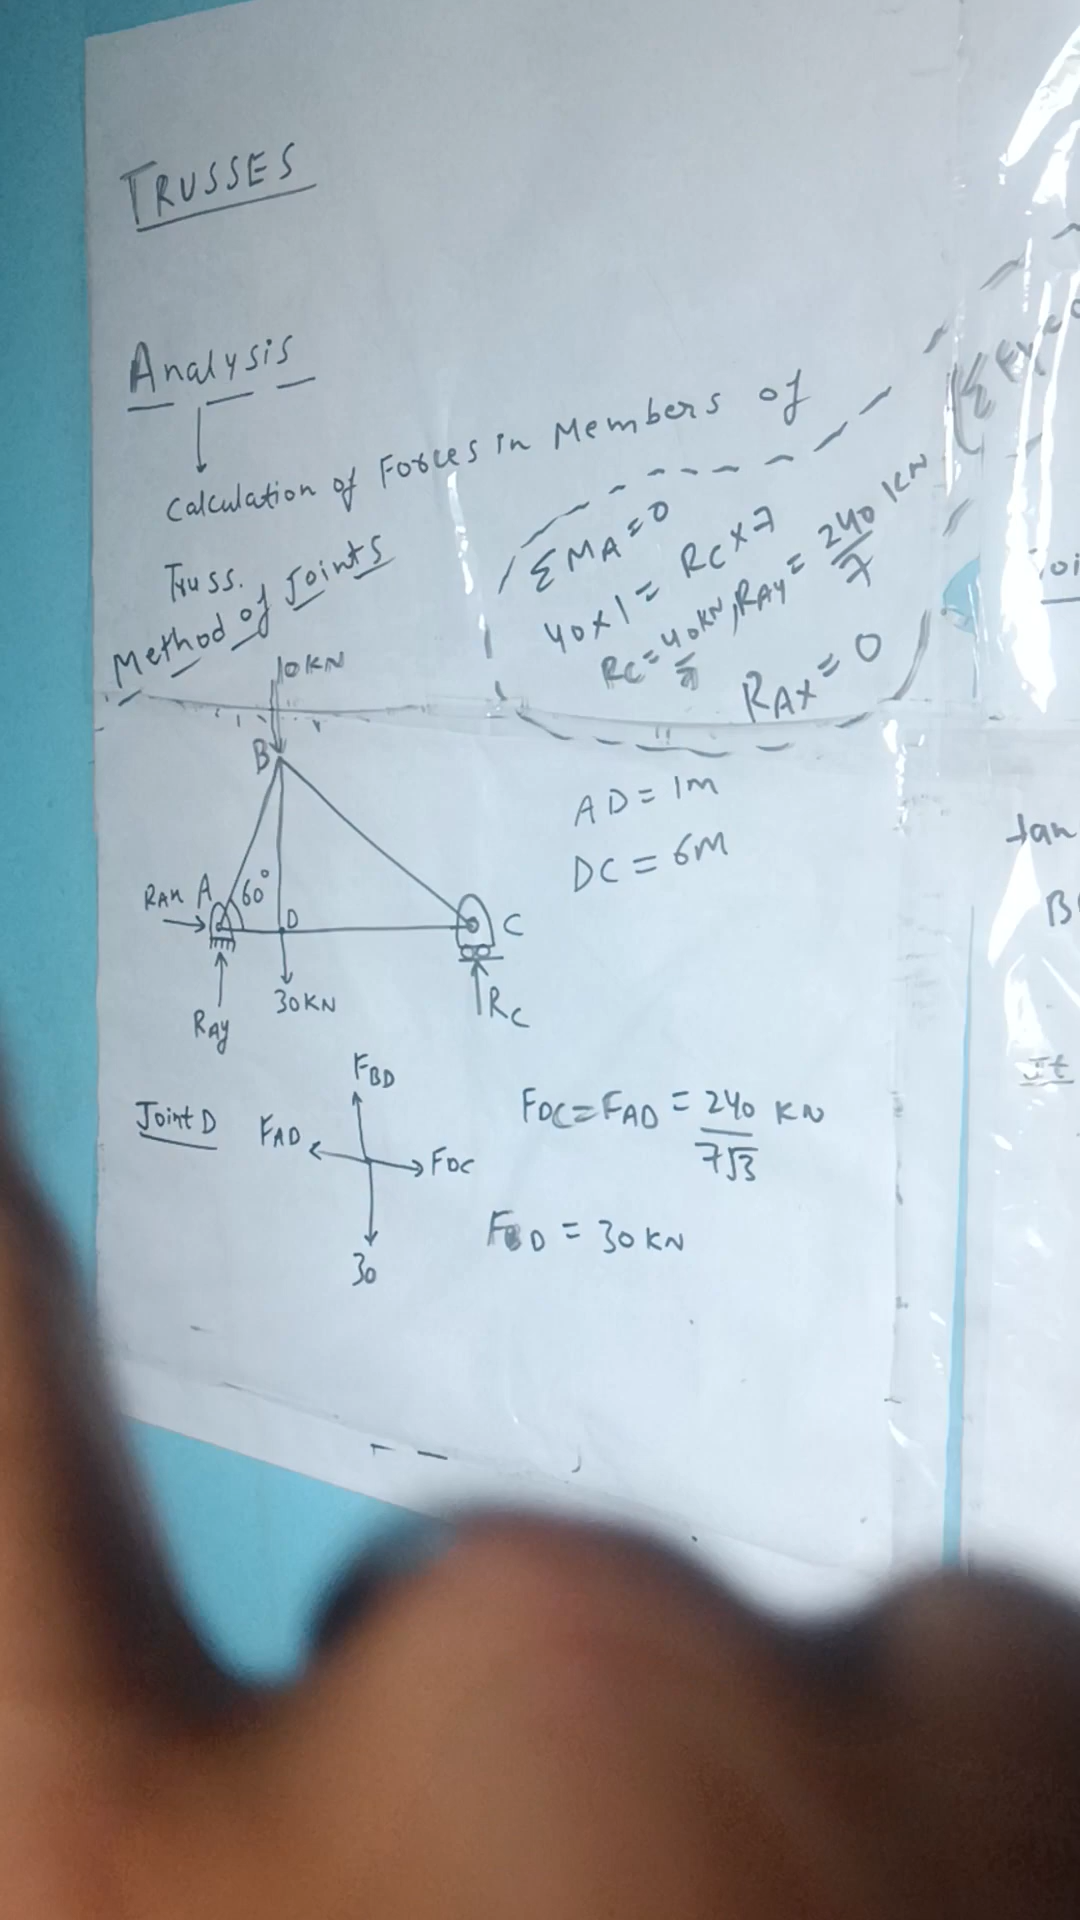 TRUSSES
Analysis
Calculation of Forces in Members of
Truss.
Method of Joints
ΣMA=0
40×1 = RC×7
RC=40/7 KN, RAY = 240/7 KN
RAX = 0
10KN
B
AD = 1m
DC = 6m
RAX A 60° D C
30KN
RAy
RC
Joint D
FBD
FAD
FDC
30
FDC=FAD = 240/7√3 KN
FBD = 30KN
tan